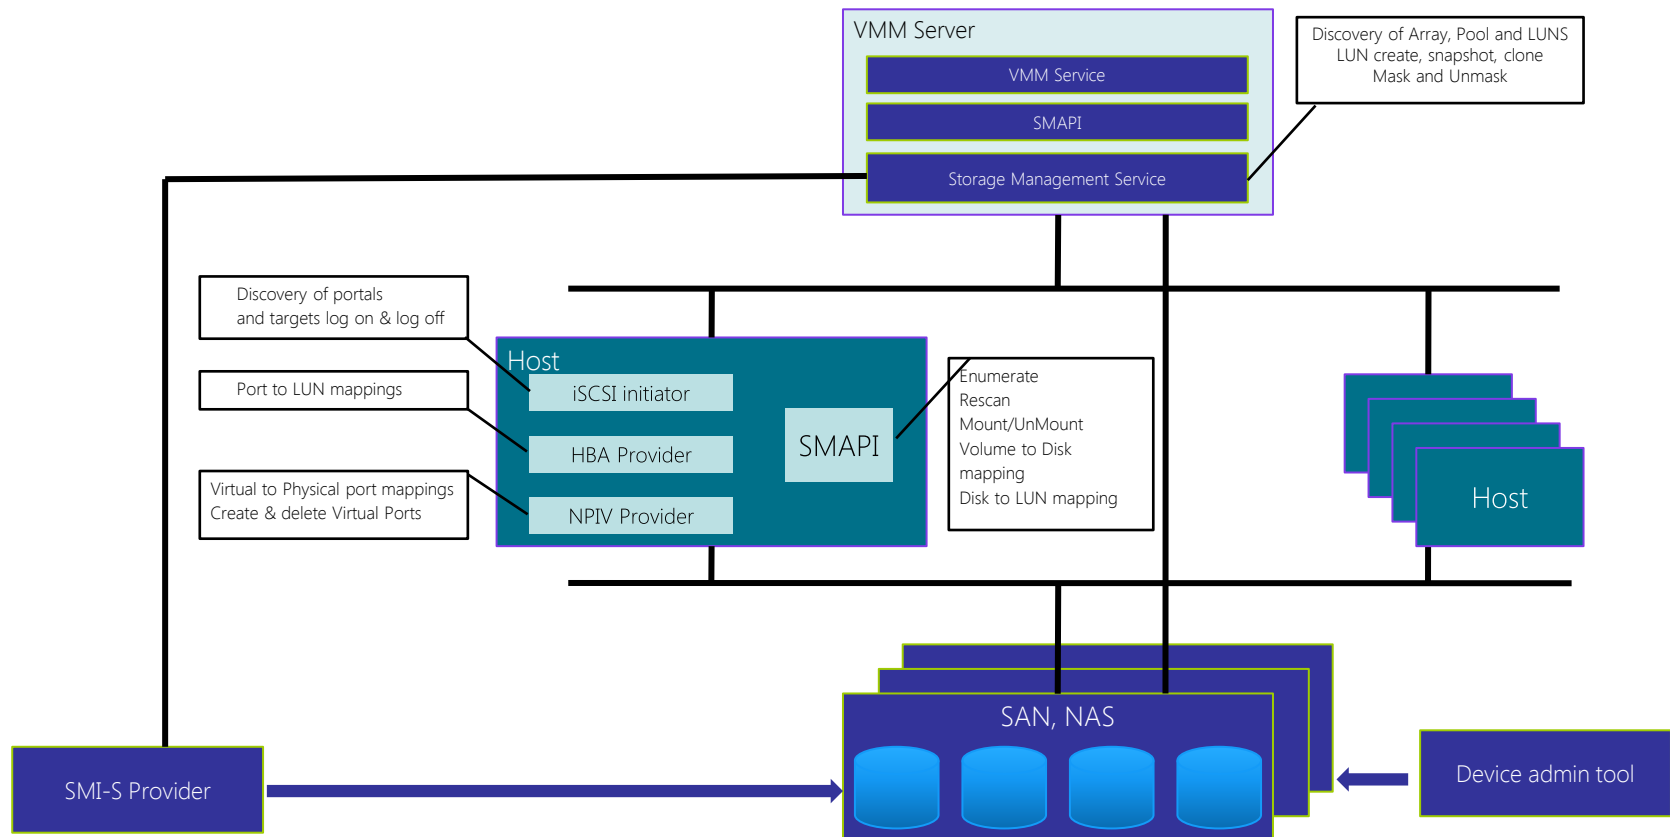 VMM Server
VMM Service
SMAPI
Storage Management Service
Discovery of Array, Pool and LUNS
LUN create, snapshot, clone
Mask and Unmask
Discovery of portals
and targets log on & log off
Port to LUN mappings
Virtual to Physical port mappings
Create & delete Virtual Ports
Host
iSCSI initiator
HBA Provider
NPIV Provider
SMAPI
Enumerate
Rescan
Mount/UnMount
Volume to Disk
mapping
Disk to LUN mapping
Host
SAN, NAS
SMI-S Provider
Device admin tool